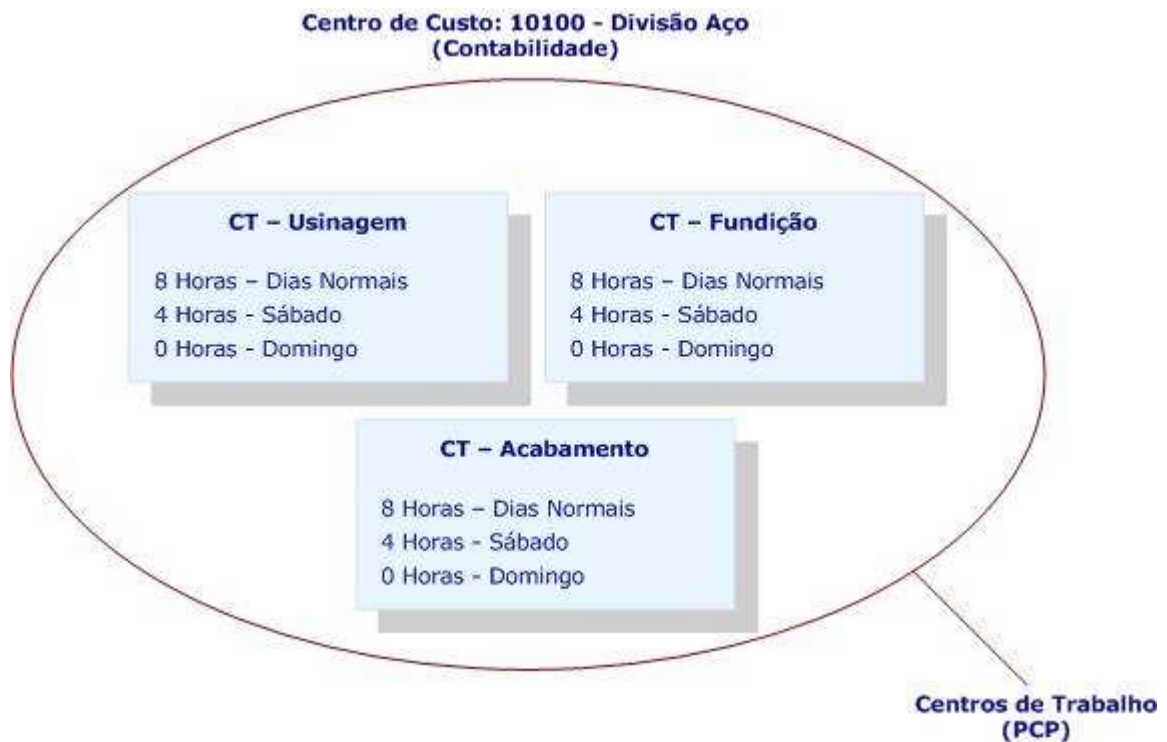 Centro de Custo: 10100 - Divisão Aço
(Contabilidade)
CT – Usinagem
8 Horas – Dias Normais
4 Horas - Sábado
0 Horas - Domingo
CT – Fundição
8 Horas – Dias Normais
4 Horas - Sábado
0 Horas - Domingo
CT – Acabamento
8 Horas – Dias Normais
4 Horas - Sábado
0 Horas - Domingo
Centros de Trabalho
(PCP)